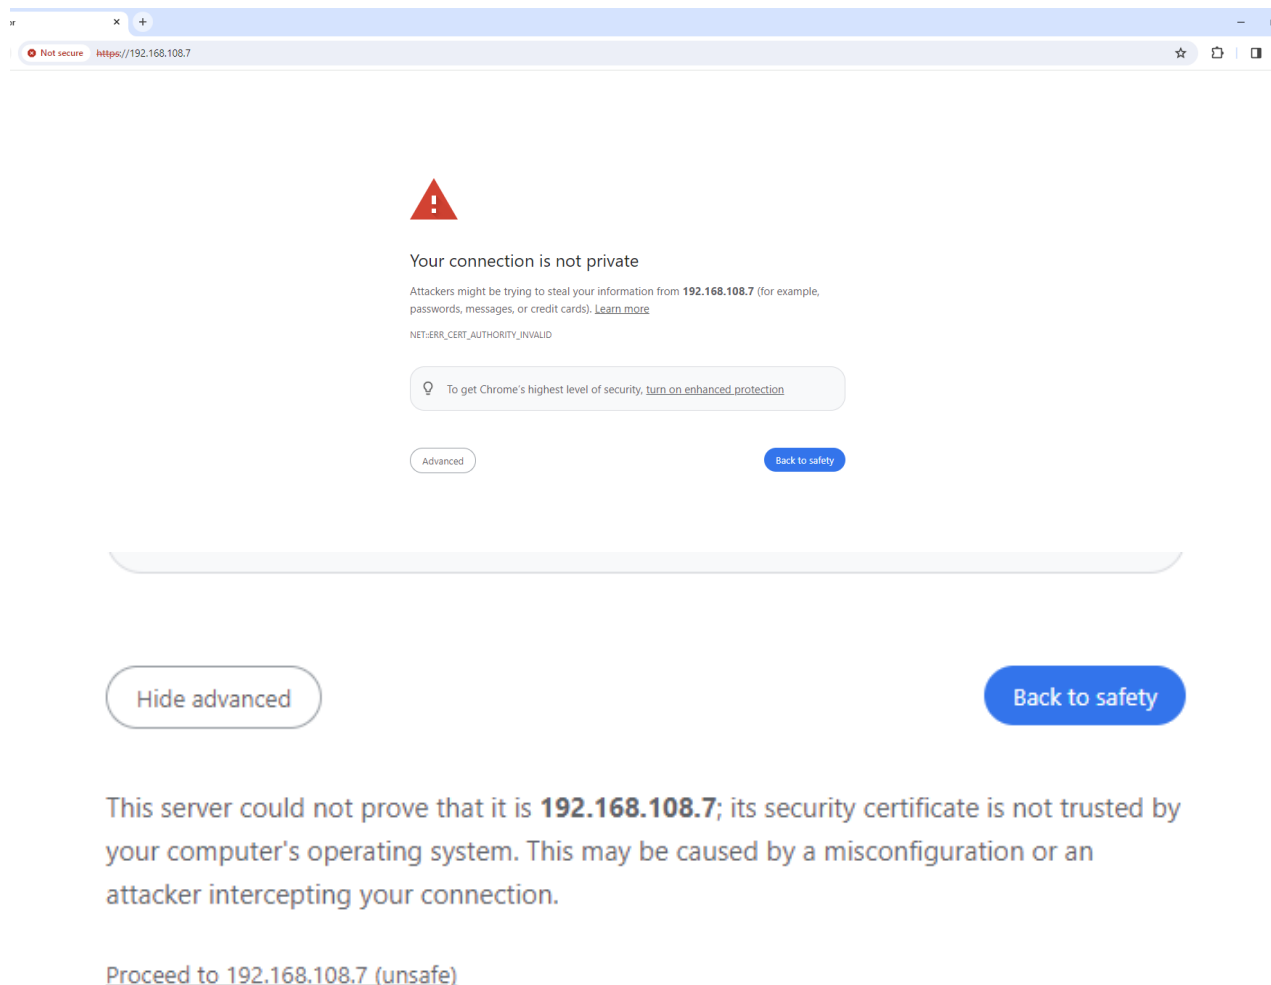 Not secure https://192.168.108.7
Your connection is not private
Attackers might be trying to steal your information from 192.168.108.7 (for example,
passwords, messages, or credit cards). Learn more
NET::ERR_CERT_AUTHORITY_INVALID
To get Chrome's highest level of security, turn on enhanced protection
Advanced
Back to safety
Hide advanced
Back to safety
This server could not prove that it is 192.168.108.7; its security certificate is not trusted by
your computer's operating system. This may be caused by a misconfiguration or an
attacker intercepting your connection.
Proceed to 192.168.108.7 (unsafe)